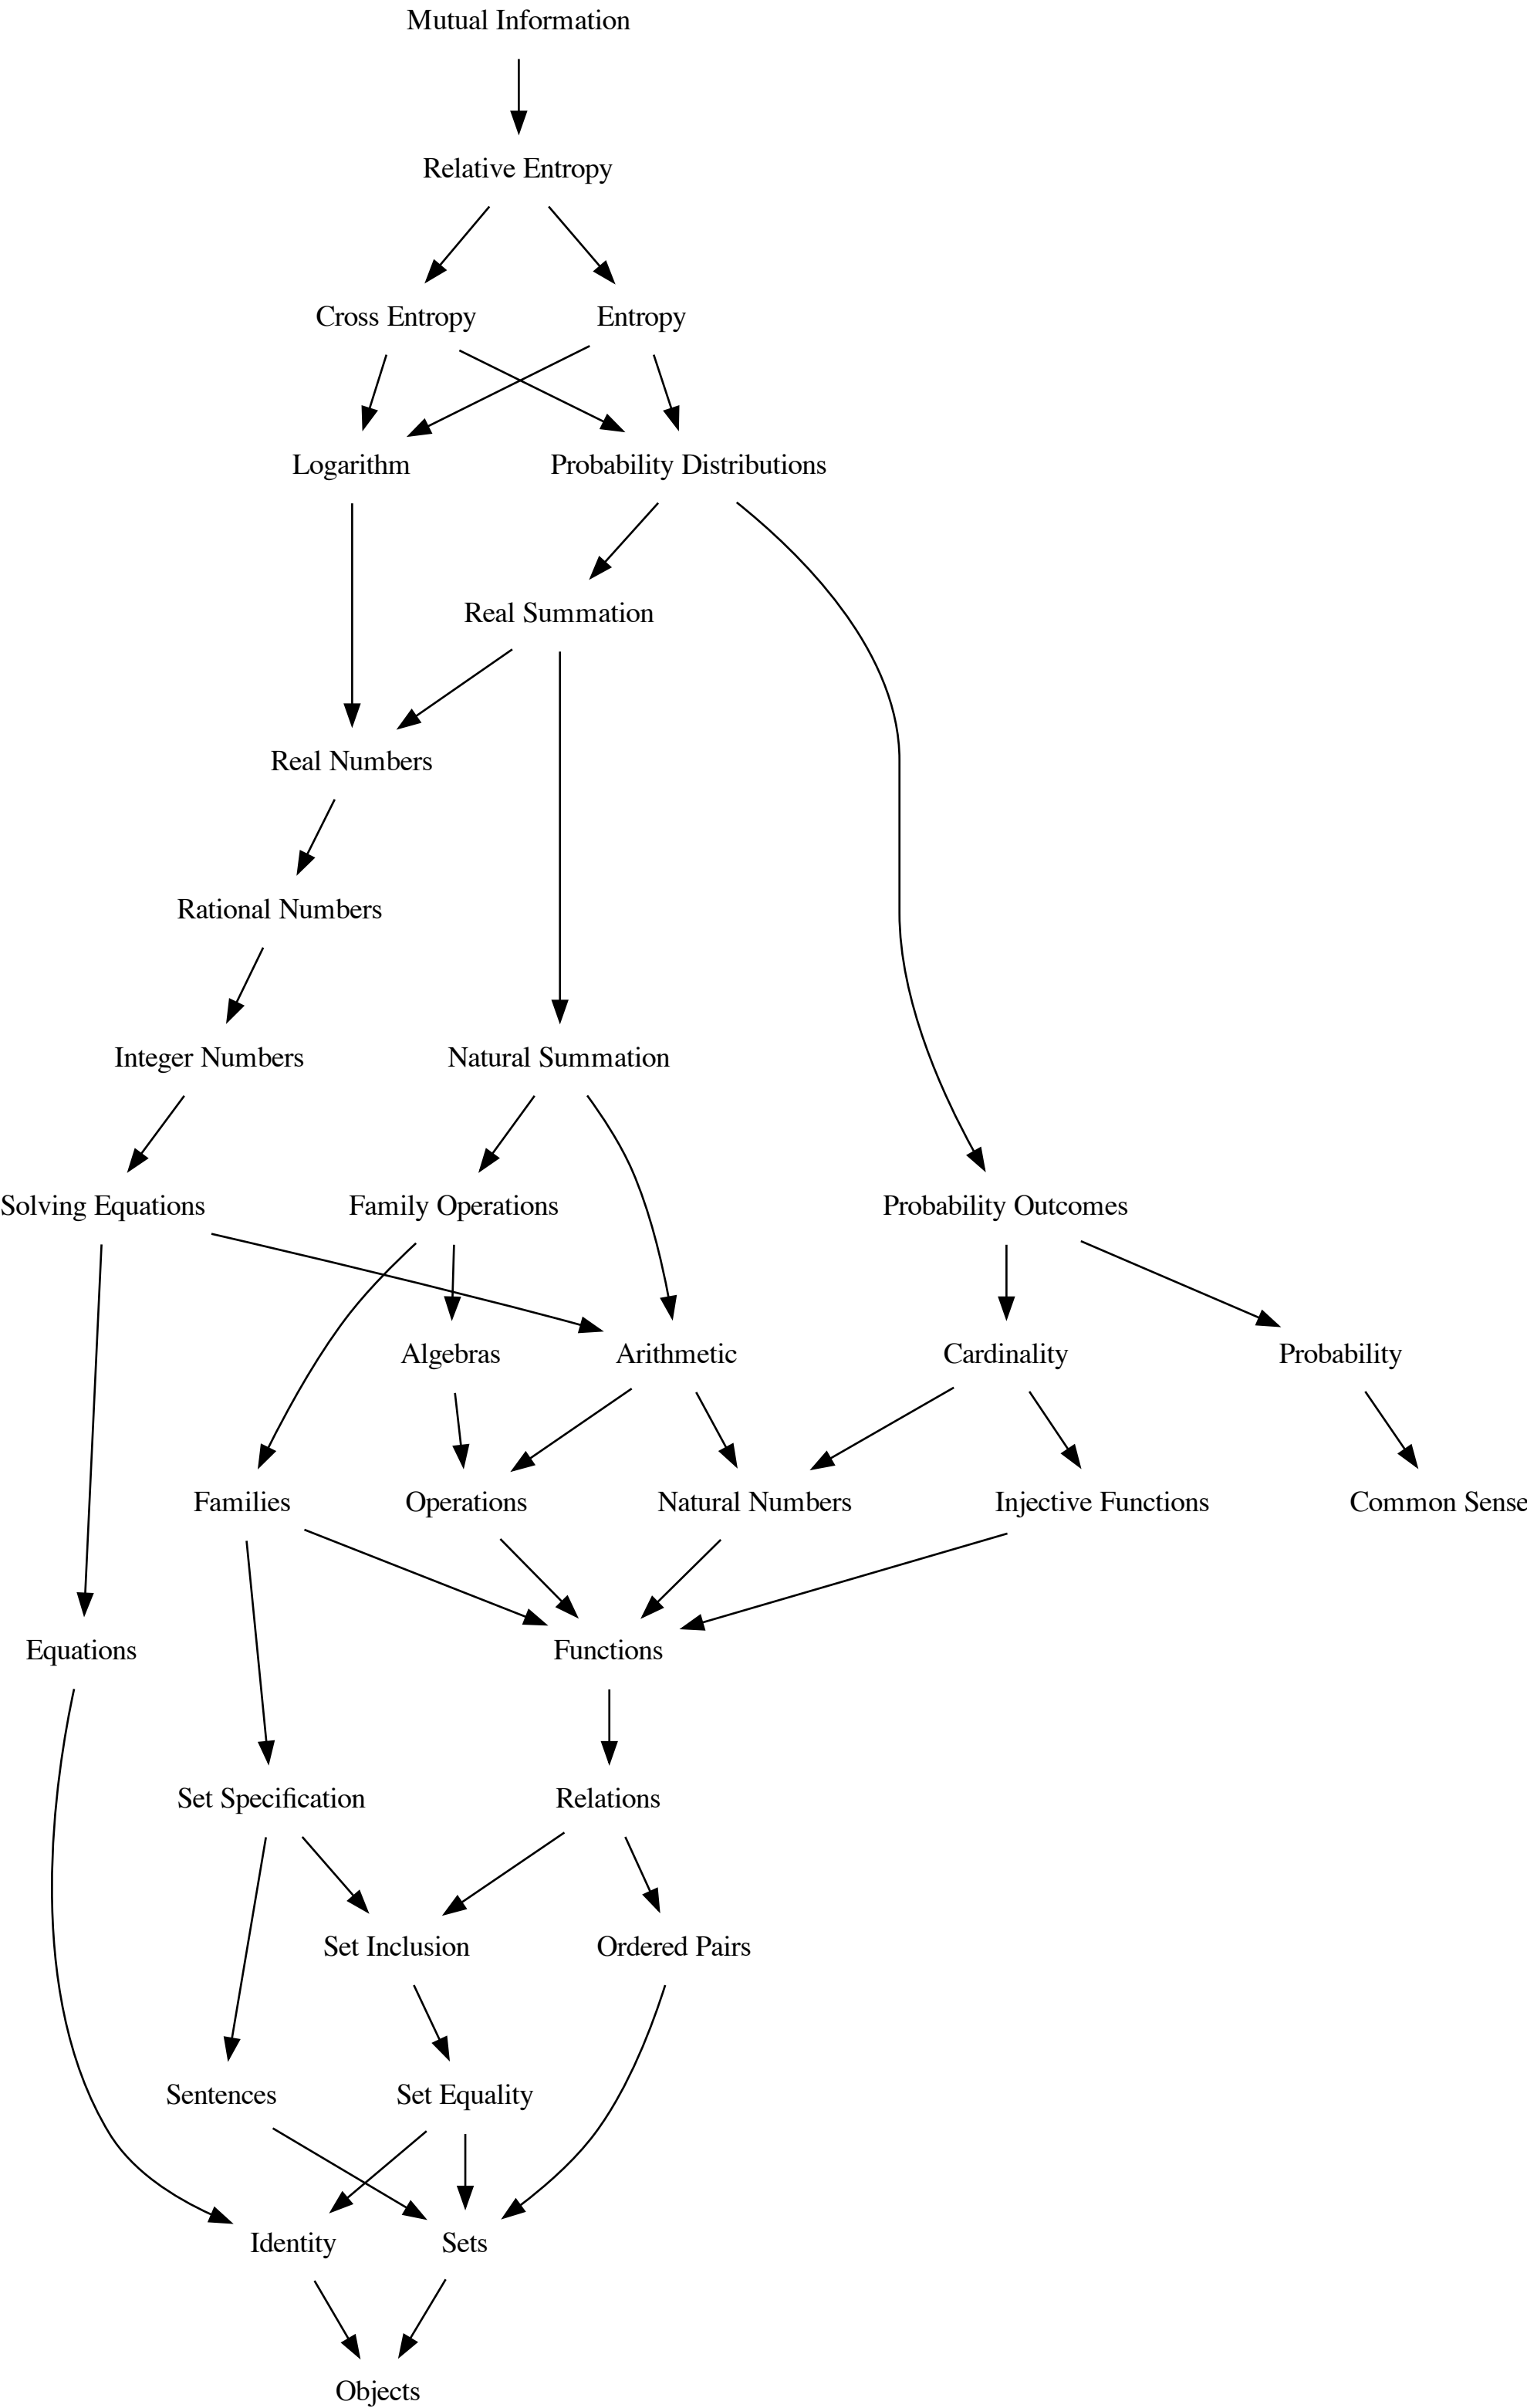 Mutual Information
Relative Entropy
Cross Entropy
Entropy
Logarithm
Probability Distributions
Real Summation
Real Numbers
Rational Numbers
Integer Numbers
Natural Summation
Solving Equations
Family Operations
Probability Outcomes
Algebras
Arithmetic
Cardinality
Probability
Families
Operations
Natural Numbers
Injective Functions
Common Sense
Equations
Functions
Set Specification
Relations
Set Inclusion
Ordered Pairs
Sentences
Set Equality
Identity
Sets
Objects